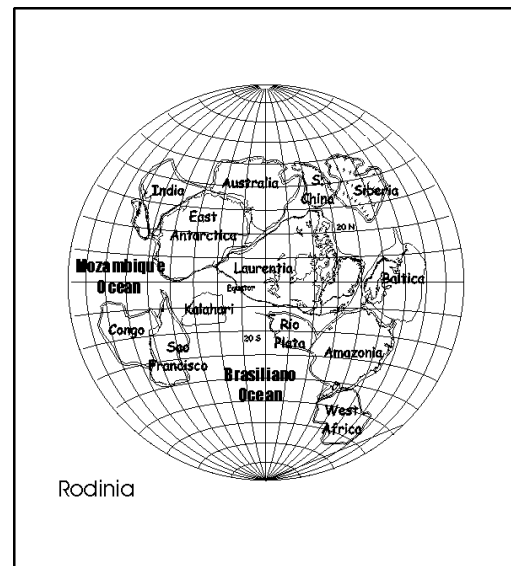 India
Australia
S.
China
Siberia
East
Antarctica
20 N
Mozambique
Ocean
Laurentia
Equator
Baltica
Kalahari
Congo
Sao
Francisco
20 S
Rio
Plata
Amazonia
Brasiliano
Ocean
West
Africa
Rodinia